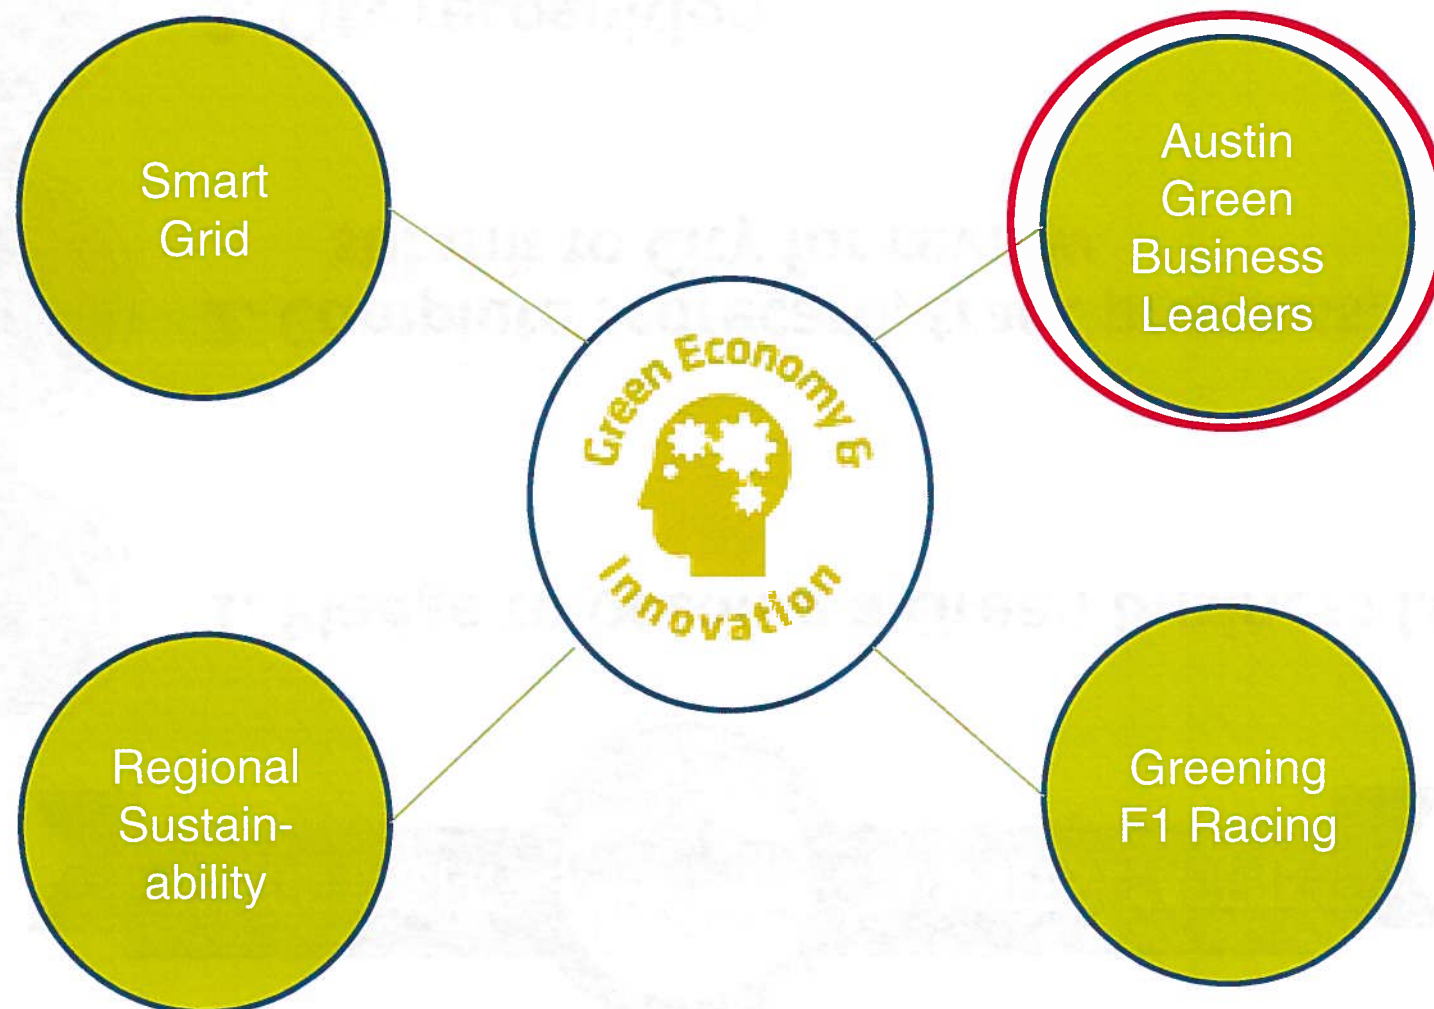 Smart
Grid
Austin
Green
Business
Leaders
Green Economy &
Innovation
Regional
Sustain-
ability
Greening
F1 Racing